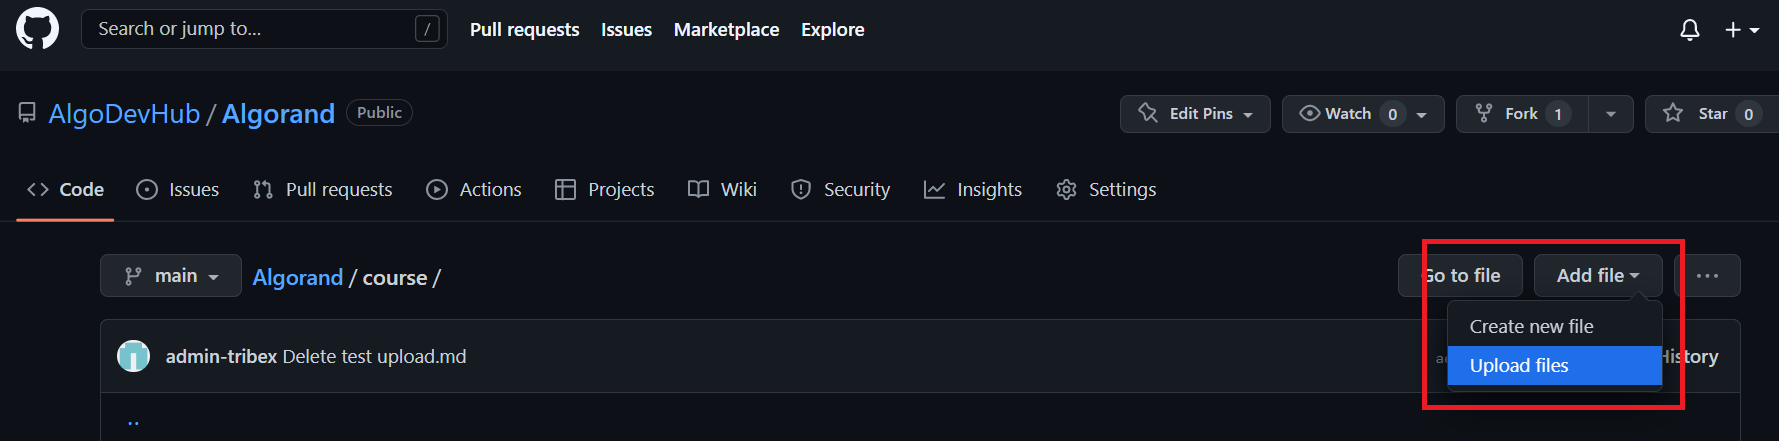 Search or jump to... /
Pull requests Issues Marketplace Explore
AlgoDevHub / Algorand Public
Edit Pins Watch 0 Fork 1 Star 0
Code Issues Pull requests Actions Projects Wiki Security Insights Settings
main Algorand / course / Go to file Add file ...
Create new file
admin-tribex Delete test upload.md History
Upload files
..